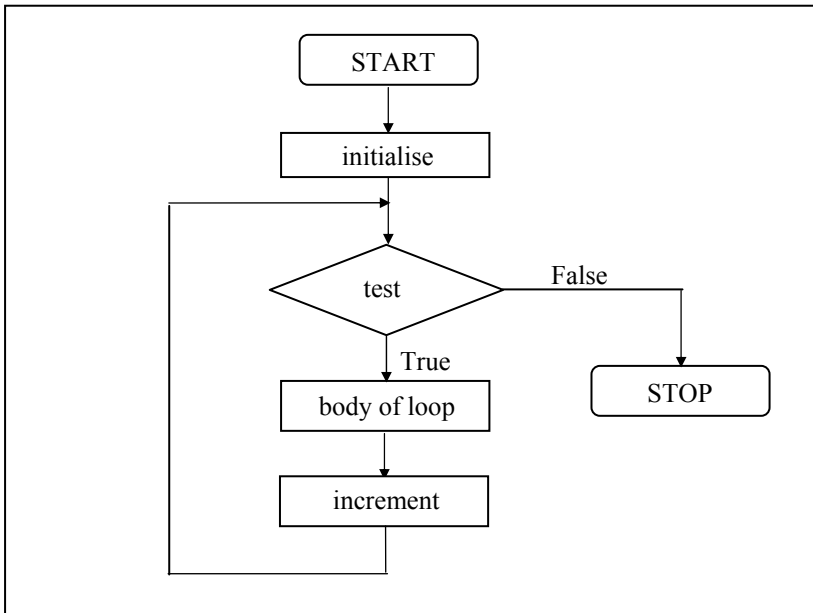 START
initialise
test
False
True
body of loop
STOP
increment